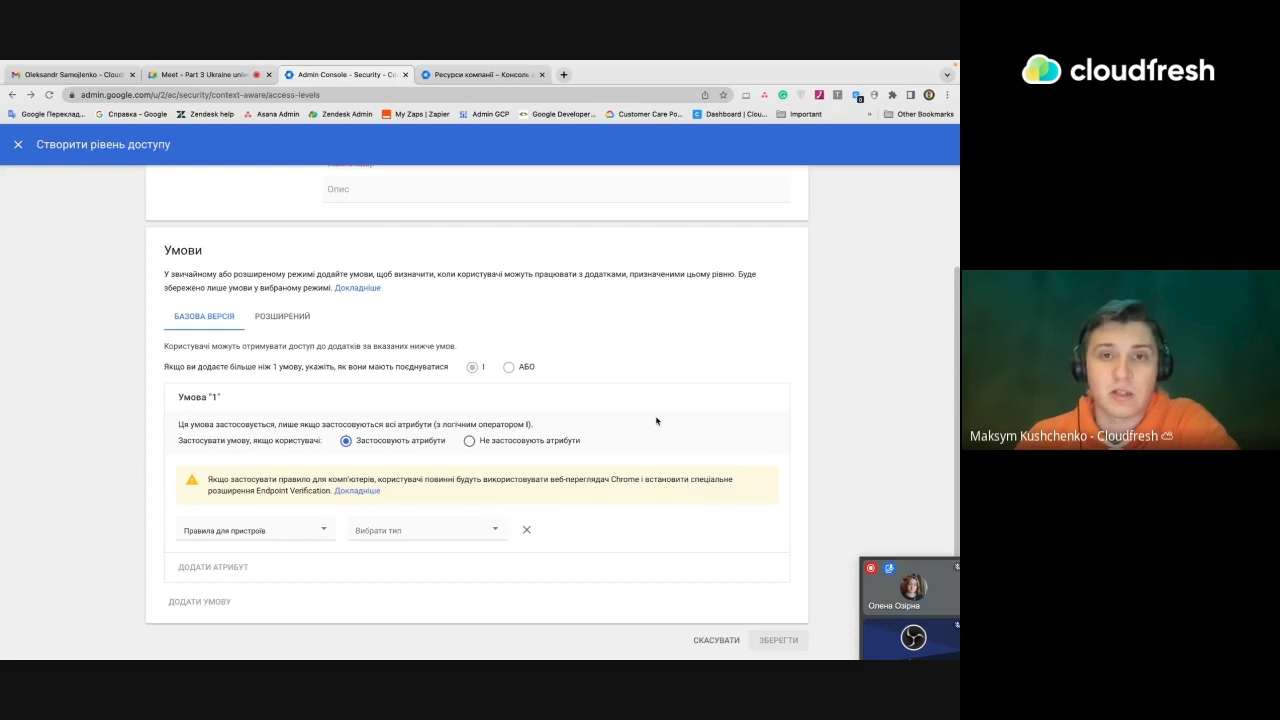 Oleksandr Samojlenko - Cloud
Meet - Part 3 Ukraine unive
Admin Console - Security - Co
Ресурси компанії – Консоль
admin.google.com/u/2/ac/security/context-aware/access-levels
Google Переклад...
Справка - Google
Zendesk help
Asana Admin
Zendesk Admin
My Zaps | Zapier
Admin GCP
Google Developer...
Customer Care Po...
Dashboard | Clou...
Important
»
Other Bookmarks
cloudfresh
Створити рівень доступу
Опис
Умови
У звичайному або розширеному режимі додайте умови, щоб визначити, коли користувачі можуть працювати з додатками, призначеними цьому рівню. Буде
збережено лише умови у вибраному режимі. Докладніше
БАЗОВА ВЕРСІЯ
РОЗШИРЕНИЙ
Користувачі можуть отримувати доступ до додатків за вказаних нижче умов.
Якщо ви додаєте більше ніж 1 умову, укажіть, як вони мають поєднуватися
І
АБО
Умова "1"
Ця умова застосовується, лише якщо застосовуються всі атрибути (з логічним оператором І).
Застосувати умову, якщо користувачі:
Застосовують атрибути
Не застосовують атрибути
Якщо застосувати правило для комп'ютерів, користувачі повинні будуть використовувати веб-переглядач Chrome і встановити спеціальне
розширення Endpoint Verification. Докладніше
Правила для пристроїв
Вибрати тип
ДОДАТИ АТРИБУТ
ДОДАТИ УМОВУ
СКАСУВАТИ
ЗБЕРЕГТИ
Олена Озірна
Maksym Kushchenko - Cloudfresh